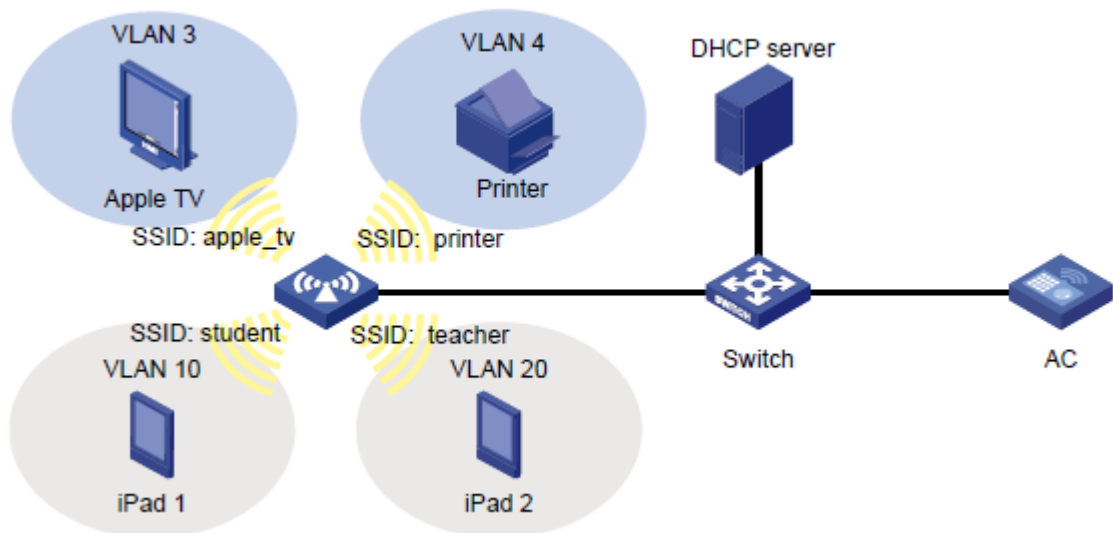 VLAN 3
VLAN 4
DHCP server
Apple TV
Printer
SSID: apple_tv
SSID: printer
SWITCH
SSID: student
SSID: teacher
Switch
AC
VLAN 10
VLAN 20
iPad 1
iPad 2